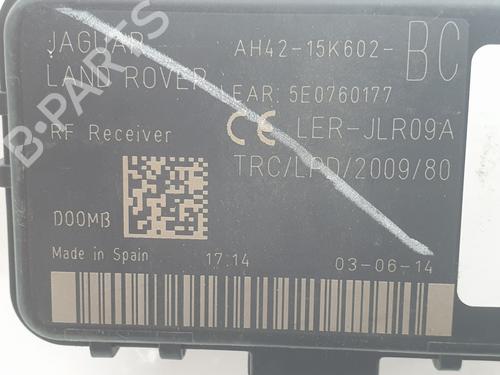 JAGUAR
LAND ROVER
AH42-15K602-BC
EAR: 5E0760177
RF Receiver
CE LER-JLR09A
TRC/LPD/2009/80
D00MB
Made in Spain
17.14
03-06-14
B-PARTS